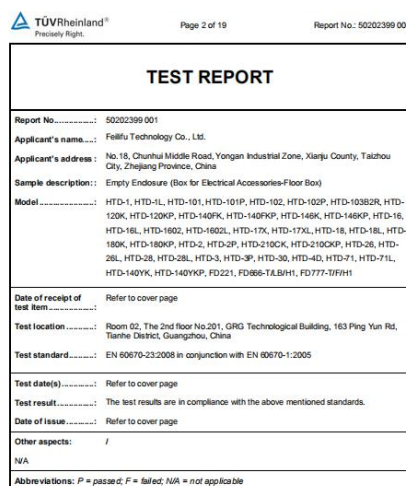 TÜVRheinland®
Precisely Right.
Page 2 of 19
Report No.: 50202399 00
TEST REPORT
Report No................: 50202399 001
Applicant's name....: Feilifu Technology Co., Ltd.
Applicant's address : No.18, Chunhui Middle Road, Yongan Industrial Zone, Xianju County, Taizhou
City, Zhejiang Province, China
Sample description: : Empty Endosure (Box for Electrical Accessories-Floor Box)
Model ......................: HTD-1, HTD-1L, HTD-101, HTD-101P, HTD-102, HTD-102P, HTD-103B2R, HTD-
120K, HTD-120KP, HTD-140FK, HTD-140FKP, HTD-146K, HTD-146KP, HTD-16,
HTD-16L, HTD-1602, HTD-1602L, HTD-17X, HTD-17XL, HTD-18, HTD-18L, HTD-
180K, HTD-180KP, HTD-2, HTD-2P, HTD-210CK, HTD-210CKP, HTD-26, HTD-
26L, HTD-28, HTD-28L, HTD-3, HTD-3P, HTD-30, HTD-4D, HTD-71, HTD-71L,
HTD-140YK, HTD-140YKP, FD221, FD866-T/LB/H1, FD777-T/F/H1
Date of receipt of
test item...................: Refer to cover page
Test location ...........: Room 02, The 2nd floor No.201, GRG Technological Building, 163 Ping Yun Rd,
Tianhe District, Guangzhou, China
Test standard..........: EN 60670-23:2008 in conjunction with EN 60670-1:2005
Test date(s)..............: Refer to cover page
Test result................: The test results are in compliance with the above mentioned standards.
Date of issue...........: Refer to cover page
Other aspects: /
N/A
Abbreviations: P = passed; F = failed; N/A = not applicable